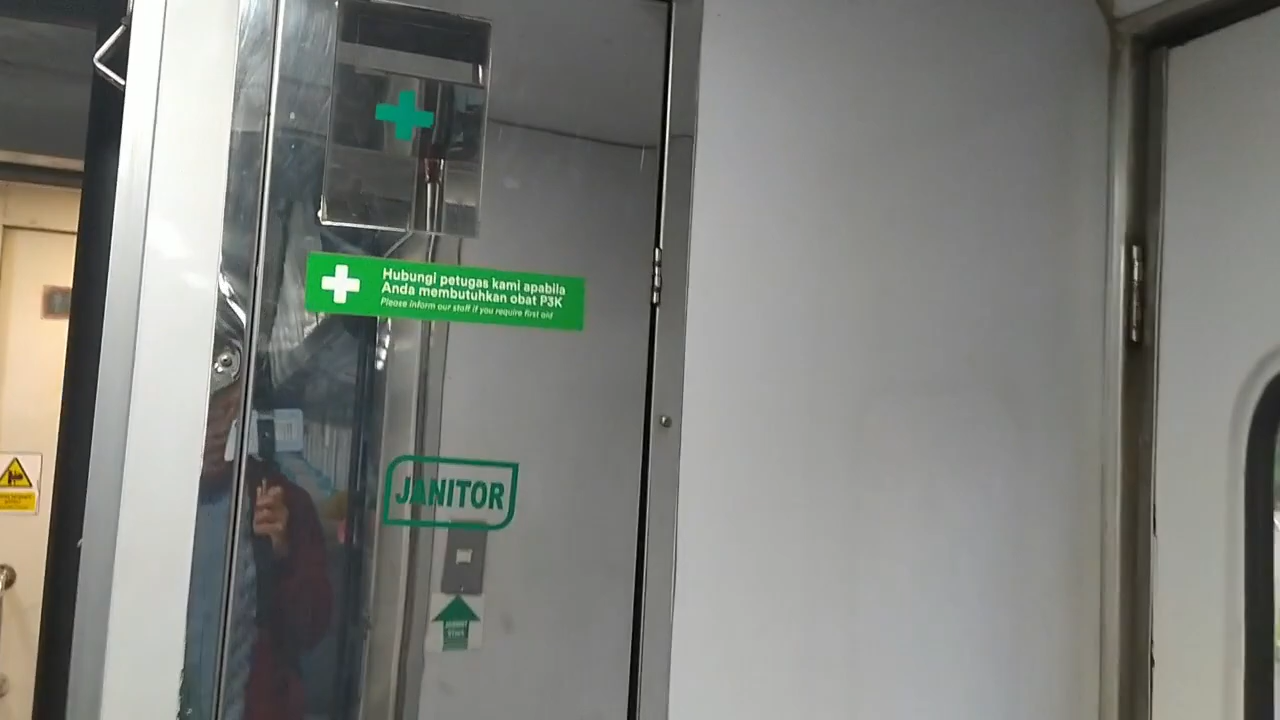 Hubungi petugas kami apabila
Anda membutuhkan obat P3K
Please inform our staff if you require first aid
JANITOR